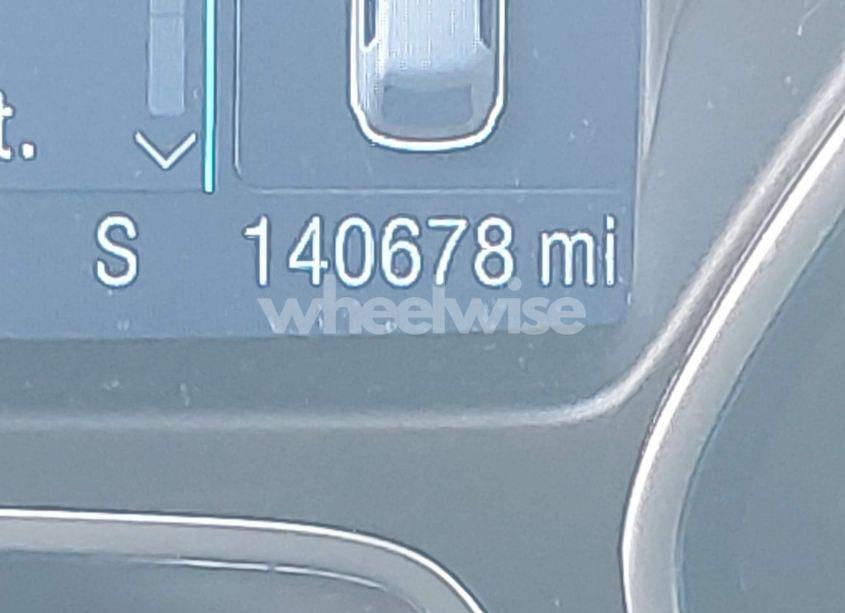 t.
S 140678 mi
wheelwise